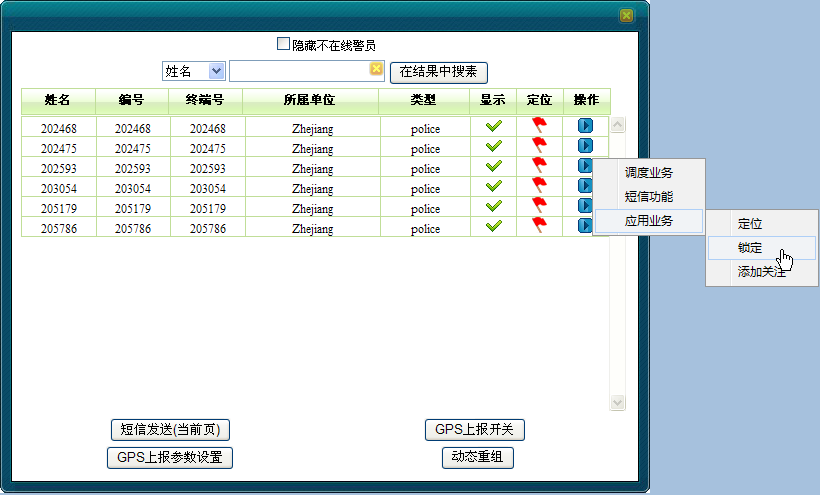 隐藏不在线警员
姓名 在结果中搜素
姓名 编号 终端号 所属单位 类型 显示 定位 操作
202468 202468 202468 Zhejiang police
202475 202475 202475 Zhejiang police
202593 202593 202593 Zhejiang police
203054 203054 203054 Zhejiang police
205179 205179 205179 Zhejiang police
205786 205786 205786 Zhejiang police
调度业务
短信功能
应用业务
定位
锁定
添加关注
短信发送(当前页) GPS上报开关
GPS上报参数设置 动态重组